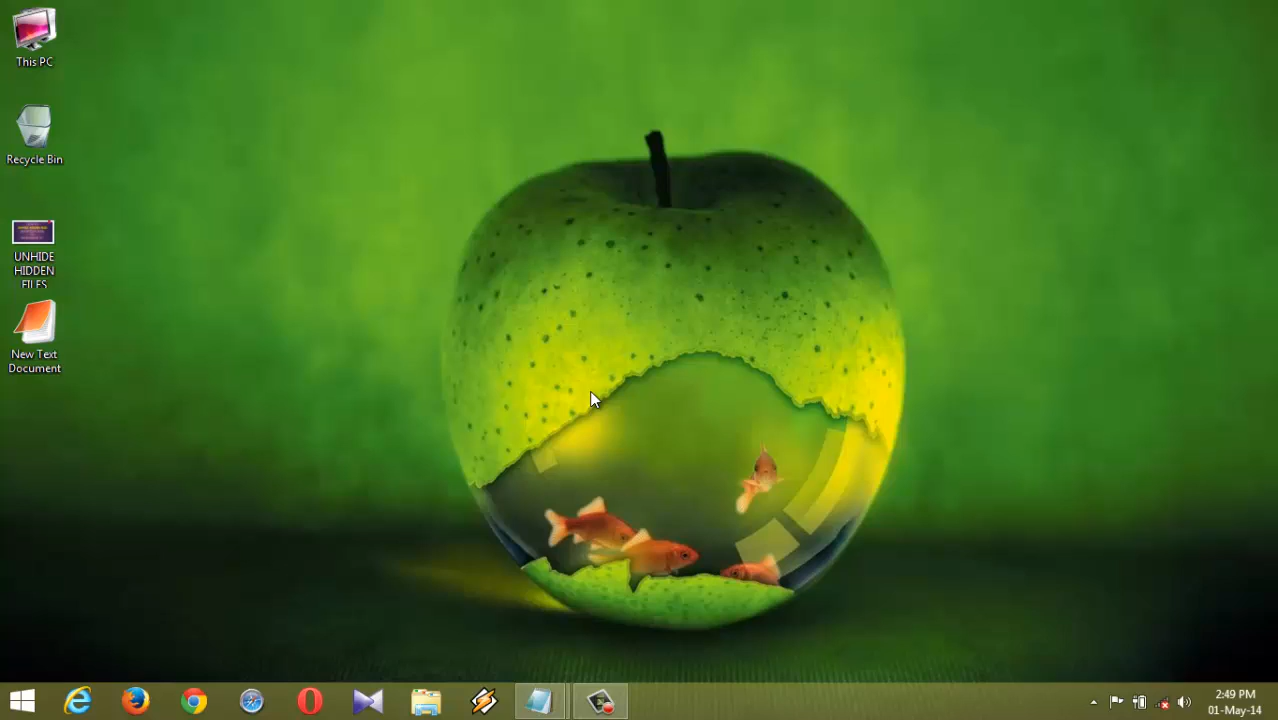 This PC
Recycle Bin
UNHIDE
HIDDEN
FILES
New Text
Document
2:49 PM
01-May-14